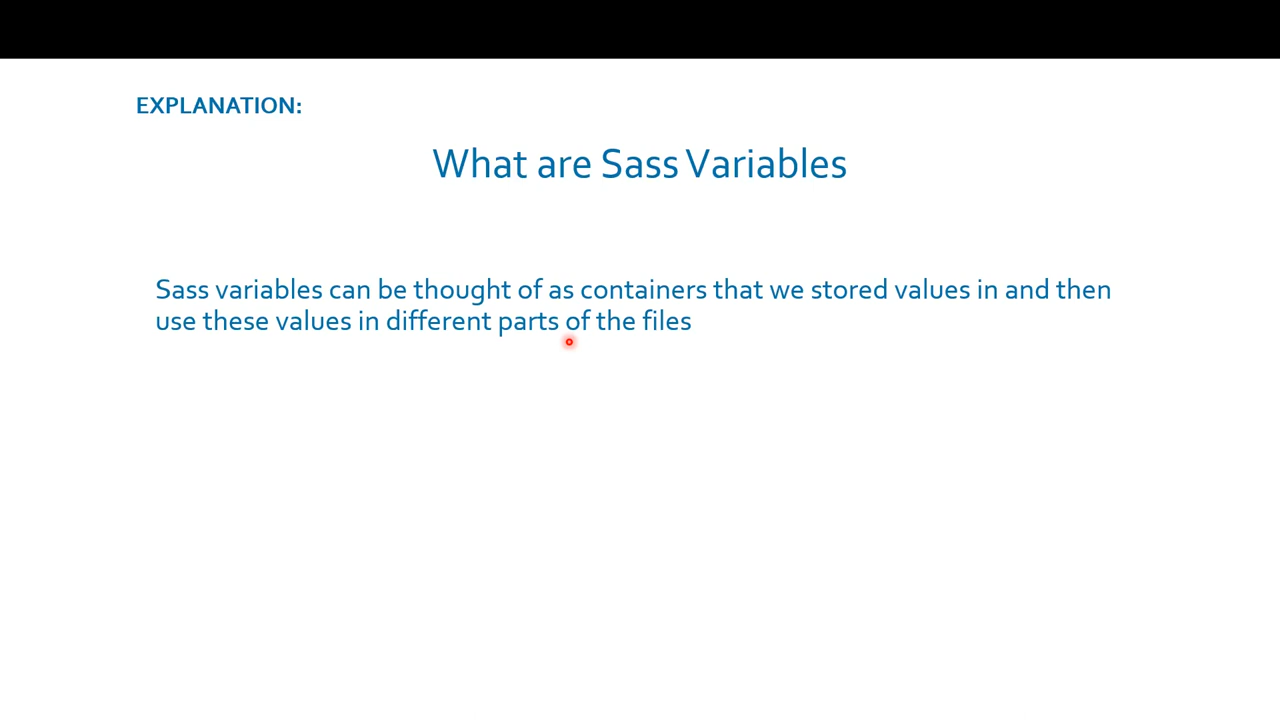 EXPLANATION:
What are Sass Variables
Sass variables can be thought of as containers that we stored values in and then
use these values in different parts of the files